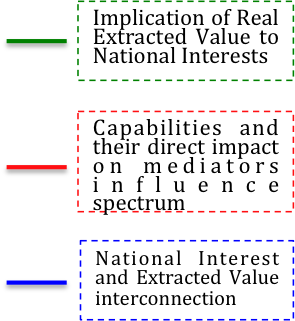 Implication of Real
Extracted Value to
National Interests
Capabilities and
their direct impact
on mediators
influence
spectrum
National Interest
and Extracted Value
interconnection